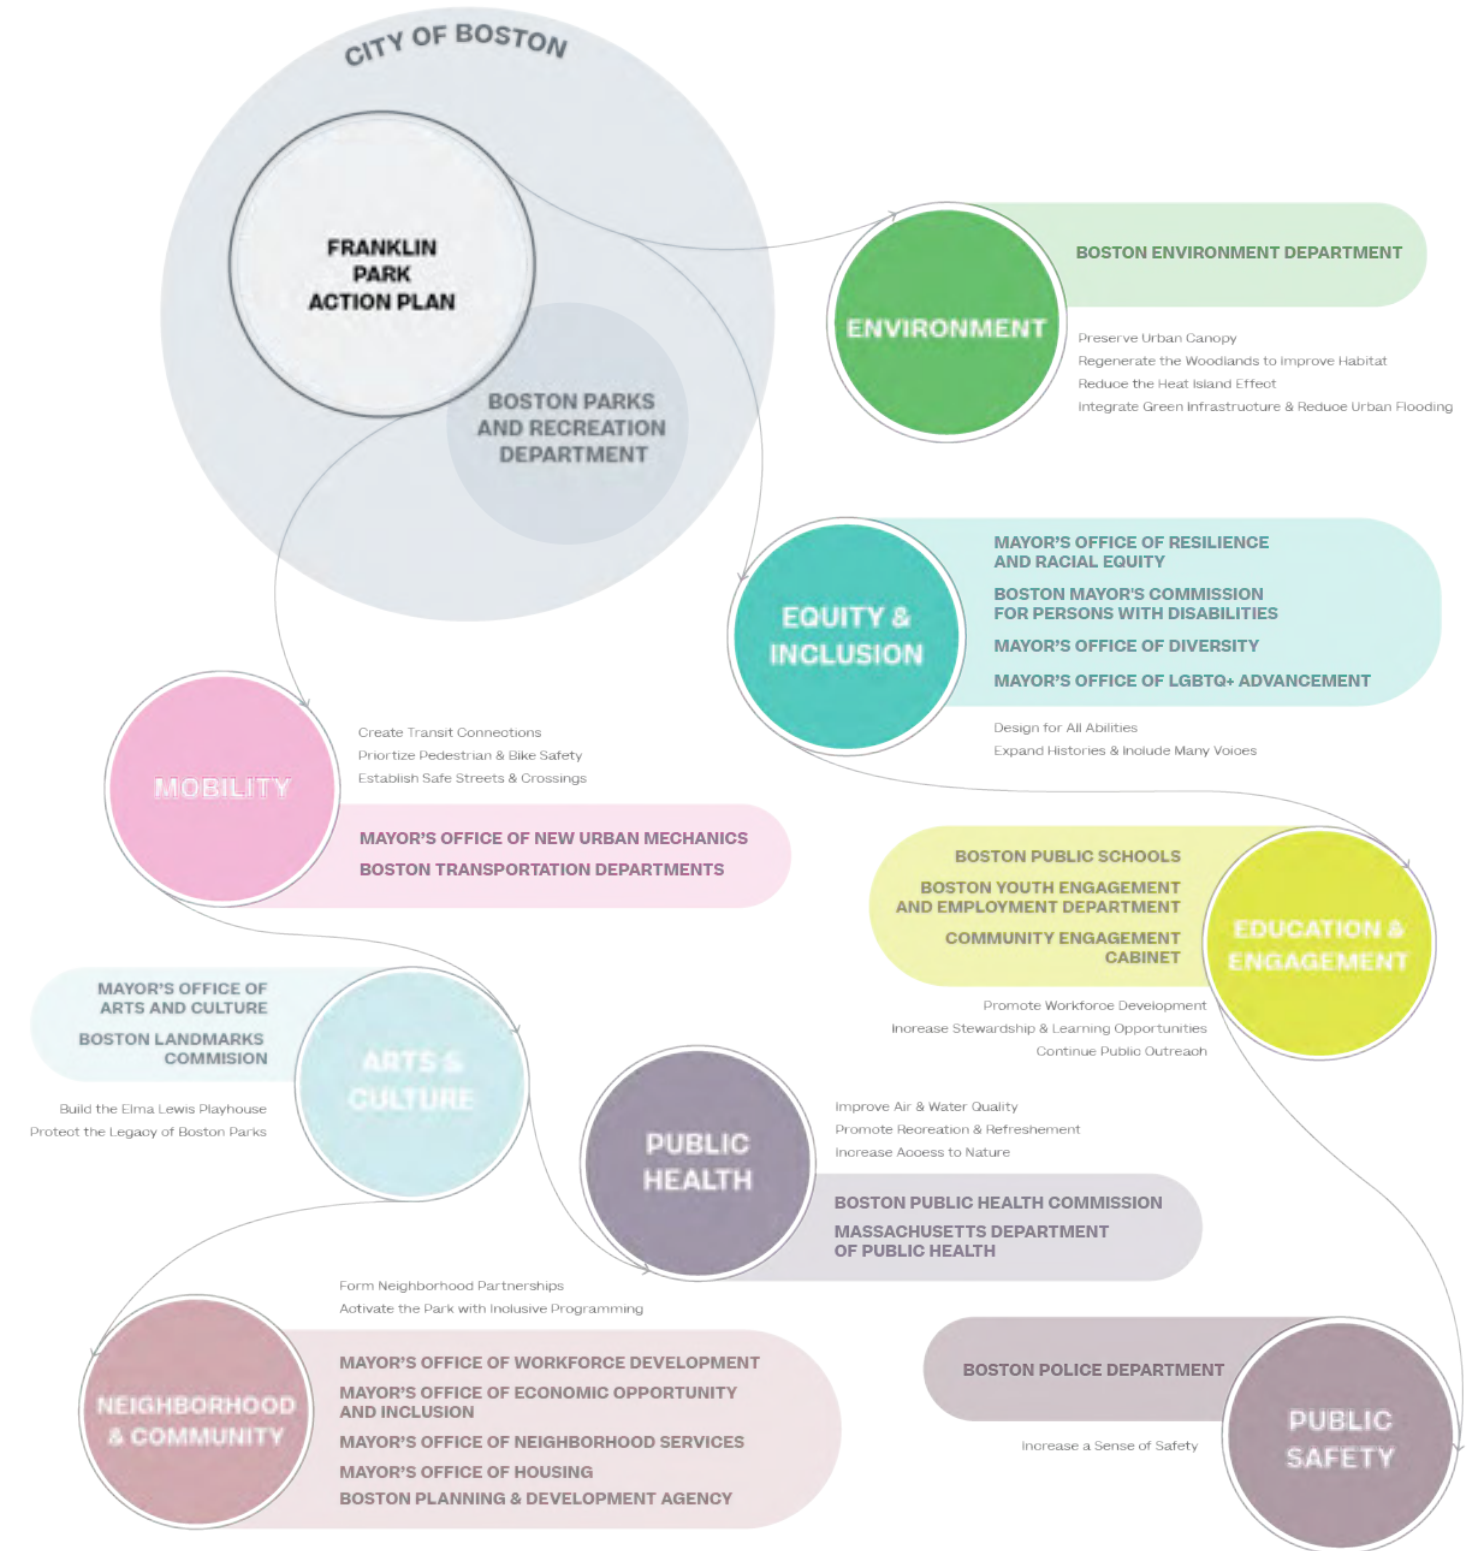 CITY OF BOSTON
FRANKLIN
PARK
ACTION PLAN
BOSTON PARKS
AND RECREATION
DEPARTMENT
ENVIRONMENT
BOSTON ENVIRONMENT DEPARTMENT
Preserve Urban Canopy
Regenerate the Woodlands to Improve Habitat
Reduce the Heat Island Effect
Integrate Green Infrastructure & Reduce Urban Flooding
EQUITY &
INCLUSION
MAYOR'S OFFICE OF RESILIENCE
AND RACIAL EQUITY
BOSTON MAYOR'S COMMISSION
FOR PERSONS WITH DISABILITIES
MAYOR'S OFFICE OF DIVERSITY
MAYOR'S OFFICE OF LGBTQ+ ADVANCEMENT
Design for All Abilities
Expand Histories & Include Many Voices
MOBILITY
Create Transit Connections
Priortize Pedestrian & Bike Safety
Establish Safe Streets & Crossings
MAYOR'S OFFICE OF NEW URBAN MECHANICS
BOSTON TRANSPORTATION DEPARTMENTS
BOSTON PUBLIC SCHOOLS
BOSTON YOUTH ENGAGEMENT
AND EMPLOYMENT DEPARTMENT
COMMUNITY ENGAGEMENT
CABINET
EDUCATION &
ENGAGEMENT
Promote Workforce Development
Increase Stewardship & Learning Opportunities
Continue Public Outreach
MAYOR'S OFFICE OF
ARTS AND CULTURE
BOSTON LANDMARKS
COMMISION
ARTS &
CULTURE
Build the Elma Lewis Playhouse
Protect the Legacy of Boston Parks
PUBLIC
HEALTH
Improve Air & Water Quality
Promote Recreation & Refreshement
Increase Access to Nature
BOSTON PUBLIC HEALTH COMMISSION
MASSACHUSETTS DEPARTMENT
OF PUBLIC HEALTH
Form Neighborhood Partnerships
Activate the Park with Inclusive Programming
NEIGHBORHOOD
& COMMUNITY
MAYOR'S OFFICE OF WORKFORCE DEVELOPMENT
MAYOR'S OFFICE OF ECONOMIC OPPORTUNITY
AND INCLUSION
MAYOR'S OFFICE OF NEIGHBORHOOD SERVICES
MAYOR'S OFFICE OF HOUSING
BOSTON PLANNING & DEVELOPMENT AGENCY
BOSTON POLICE DEPARTMENT
Increase a Sense of Safety
PUBLIC
SAFETY